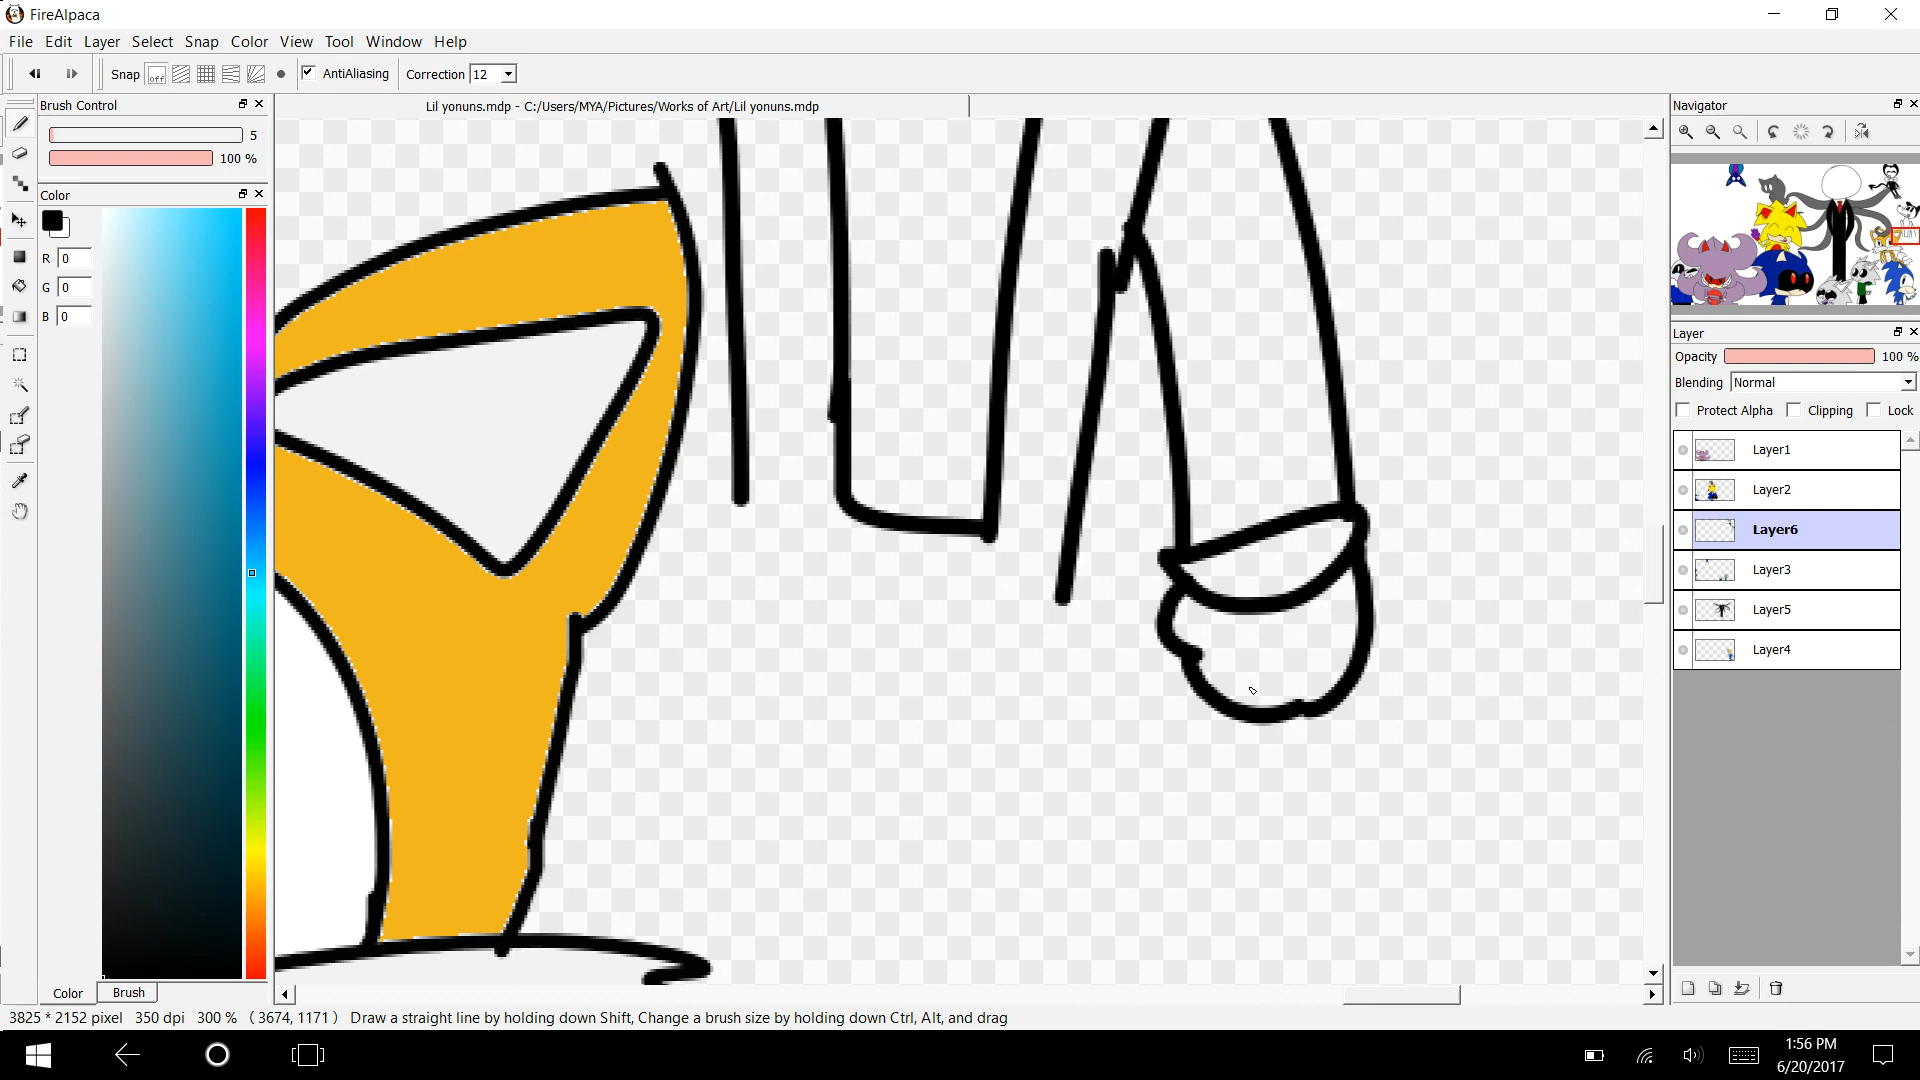 FireAlpaca
File Edit Layer Select Snap Color View Tool Window Help
Snap off AntiAliasing Correction 12
Brush Control
Lil yonuns.mdp - C:/Users/MYA/Pictures/Works of Art/Lil yonuns.mdp
Navigator
5
100 %
Color
R 0
G 0
B 0
Layer
Opacity 100 %
Blending Normal
Protect Alpha Clipping Lock
Layer1
Layer2
Layer6
Layer3
Layer5
Layer4
Color Brush
3825 * 2152 pixel 350 dpi 300 % ( 3674, 1171 ) Draw a straight line by holding down Shift, Change a brush size by holding down Ctrl, Alt, and drag
1:56 PM
6/20/2017